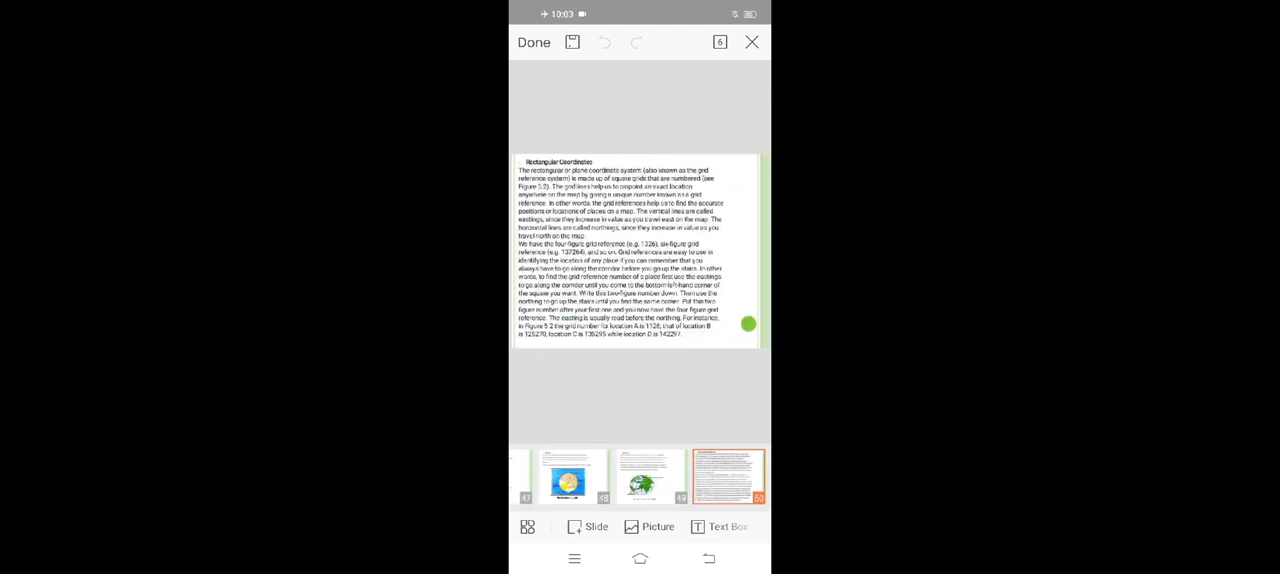 10:03
Done
6
Rectangular Coordinates
The rectangular or plane coordinate system (also known as the grid
reference system) is made up of square grids that are numbered (see
Figure 5.2). The grid lines help us to pinpoint an exact location
anywhere on the map by giving a unique number known as a grid
reference. In other words, the grid references help us to find the accurate
positions or locations of places on a map. The vertical lines are called
eastings, since they increase in value as you travel east on the map. The
horizontal lines are called northings, since they increase in value as you
travel north on the map.
We have the four-figure grid reference (e.g. 1326), six-figure grid
reference (e.g. 137264), and so on. Grid references are easy to use in
identifying the location of any place if you can remember that you
always have to go along the corridor before you go up the stairs. In other
words, to find the grid reference number of a place first use the eastings
to go along the corridor until you come to the bottom left-hand corner of
the square you want. Write this two-figure number down. Then use the
northing to go up the stairs until you find the same corner. Put this two
figure number after your first one and you now have the four figure grid
reference. The easting is usually read before the northing. For instance,
in Figure 5.2 the grid number for location A is 1126, that of location B
is 125270, location C is 135295 while location D is 142297.
47
48
49
50
Slide
Picture
Text Box